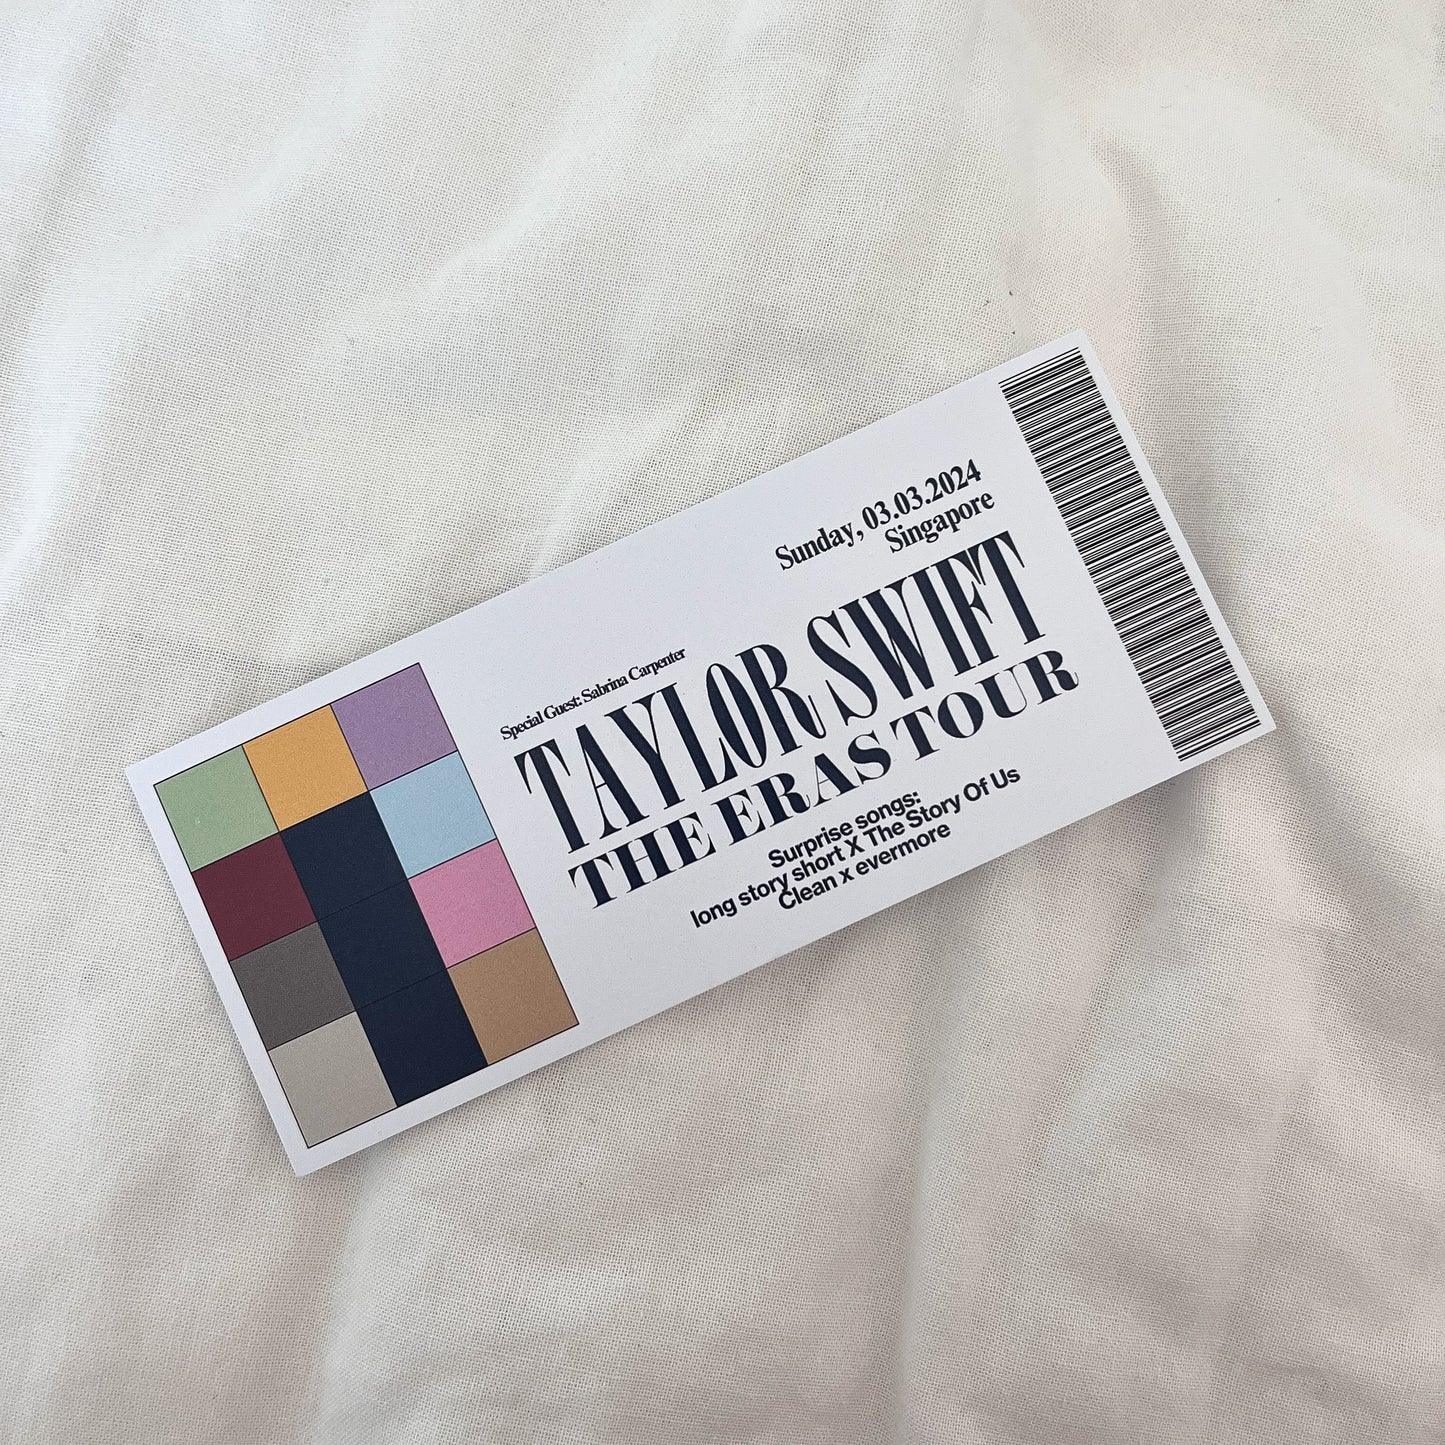 Sunday, 03.03.2024
Singapore
Special Guest: Sabrina Carpenter
TAYLOR SWIFT
THE ERAS TOUR
Surprise songs:
long story short X The Story Of Us
Clean x evermore